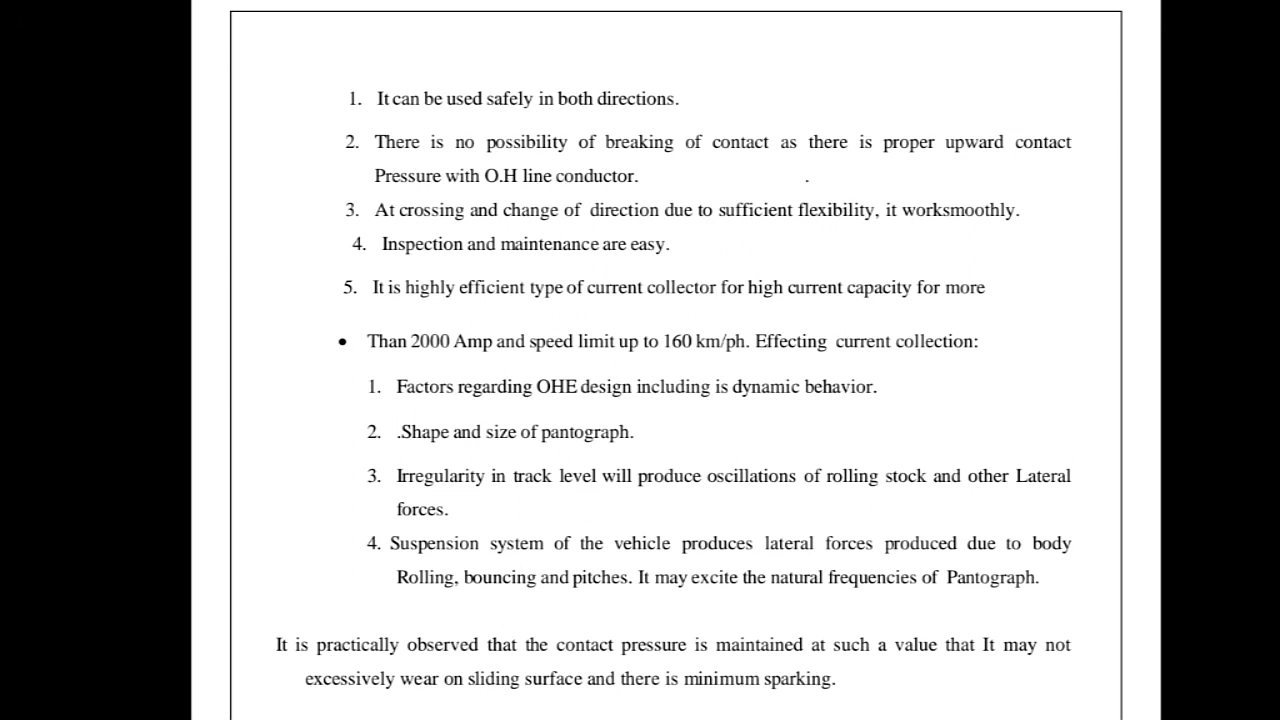 1. It can be used safely in both directions.
2. There is no possibility of breaking of contact as there is proper upward contact
Pressure with O.H line conductor. .
3. At crossing and change of direction due to sufficient flexibility, it worksmoothly.
4. Inspection and maintenance are easy.
5. It is highly efficient type of current collector for high current capacity for more
• Than 2000 Amp and speed limit up to 160 km/ph. Effecting current collection:
1. Factors regarding OHE design including is dynamic behavior.
2. .Shape and size of pantograph.
3. Irregularity in track level will produce oscillations of rolling stock and other Lateral
forces.
4. Suspension system of the vehicle produces lateral forces produced due to body
Rolling, bouncing and pitches. It may excite the natural frequencies of Pantograph.
It is practically observed that the contact pressure is maintained at such a value that It may not
excessively wear on sliding surface and there is minimum sparking.